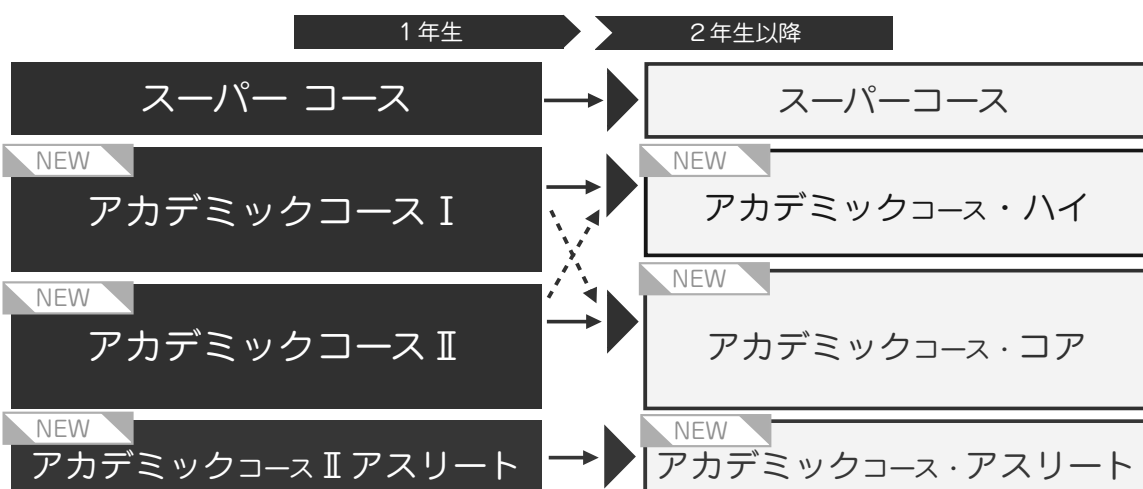 1年生
2年生以降
スーパー コース
スーパーコース
NEW
アカデミックコース Ⅰ
NEW
アカデミックコース・ハイ
NEW
アカデミックコース Ⅱ
NEW
アカデミックコース・コア
NEW
アカデミックコース Ⅱ アスリート
NEW
アカデミックコース・アスリート